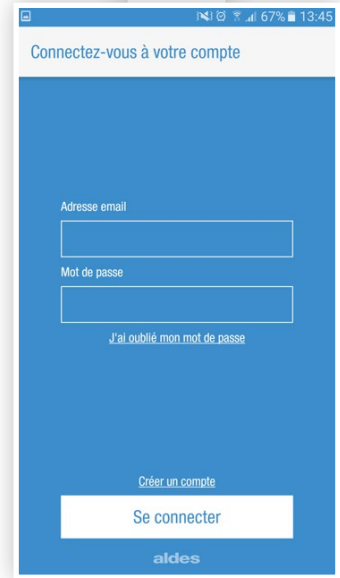 67% 13:45
Connectez-vous à votre compte
Adresse email
Mot de passe
J'ai oublié mon mot de passe
Créer un compte
Se connecter
aldes